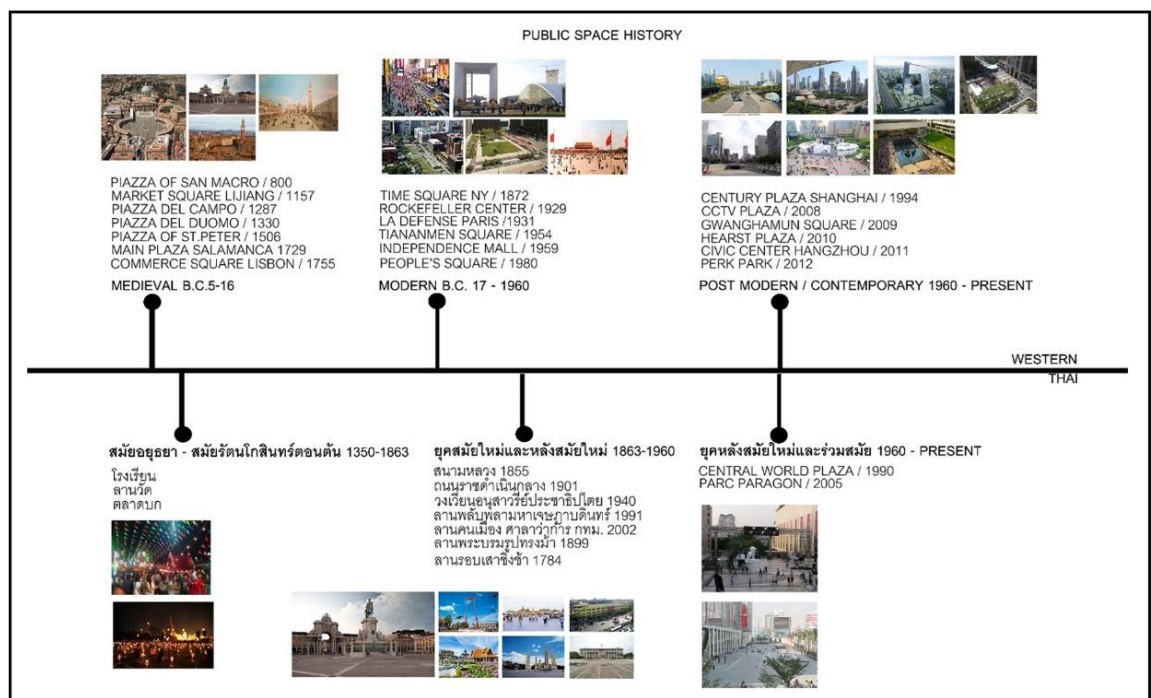 PUBLIC SPACE HISTORY
PIAZZA OF SAN MACRO / 800
MARKET SQUARE LIJIANG / 1157
PIAZZA DEL CAMPO / 1287
PIAZZA DEL DUOMO / 1330
PIAZZA OF ST.PETER / 1506
MAIN PLAZA SALAMANCA 1729
COMMERCE SQUARE LISBON / 1755
MEDIEVAL B.C.5-16
TIME SQUARE NY / 1872
ROCKEFELLER CENTER / 1929
LA DEFENSE PARIS /1931
TIANANMEN SQUARE / 1954
INDEPENDENCE MALL / 1959
PEOPLE'S SQUARE / 1980
MODERN B.C. 17 - 1960
CENTURY PLAZA SHANGHAI / 1994
CCTV PLAZA / 2008
GWANGHAMUN SQUARE / 2009
HEARST PLAZA / 2010
CIVIC CENTER HANGZHOU / 2011
PERK PARK / 2012
POST MODERN / CONTEMPORARY 1960 - PRESENT
WESTERN
THAI
สมัยอยุธยา - สมัยรัตนโกสินทร์ตอนต้น 1350-1863
โรงเรียน
ลานวัด
ตลาดบก
ยุคสมัยใหม่และหลังสมัยใหม่ 1863-1960
สนามหลวง 1855
ถนนราชดำเนินกลาง 1901
วงเวียนอนุสาวรีย์ประชาธิปไตย 1940
ลานพลับพลามหาเจษฎาบดินทร์ 1991
ลานคนเมือง ศาลาว่าการ กทม. 2002
ลานพระบรมรูปทรงม้า 1899
ลานรอบเสาชิงช้า 1784
ยุคหลังสมัยใหม่และร่วมสมัย 1960 - PRESENT
CENTRAL WORLD PLAZA / 1990
PARC PARAGON / 2005